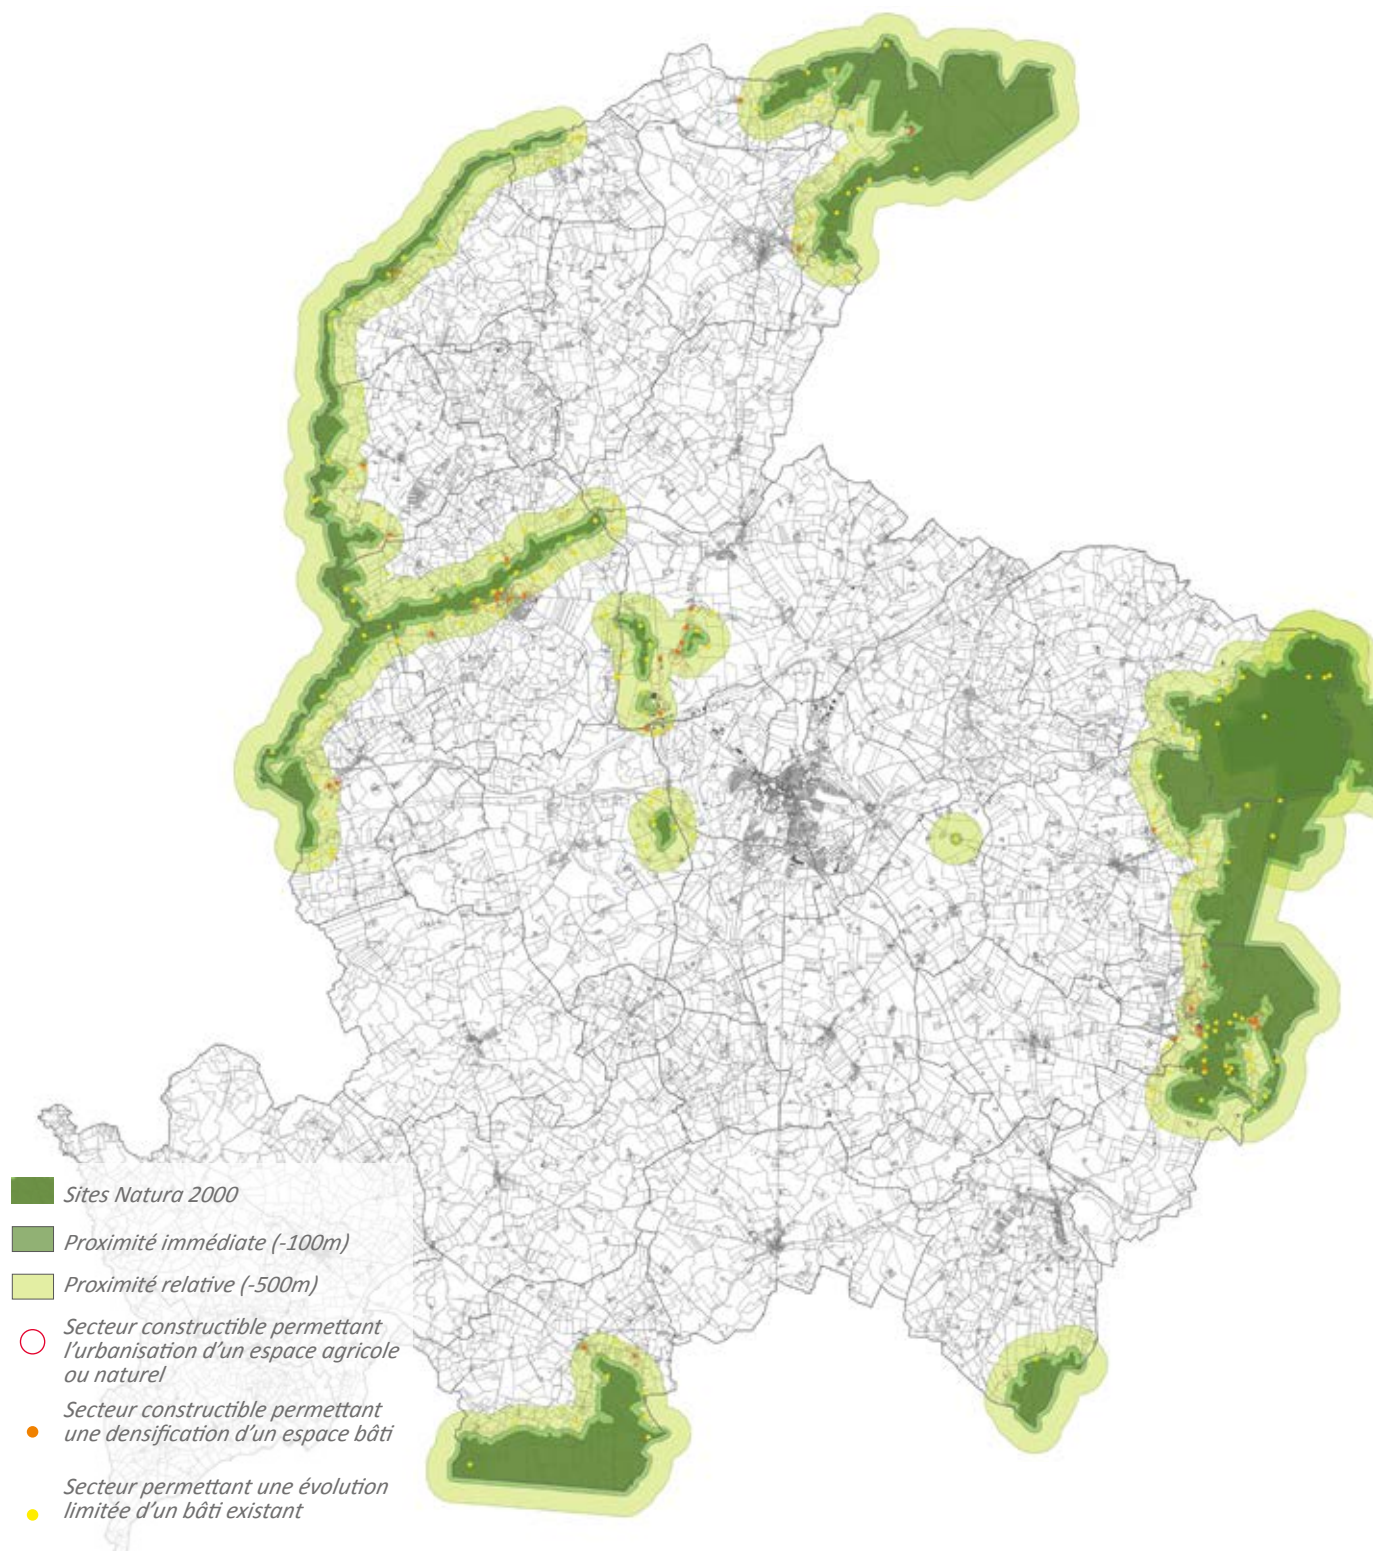 Sites Natura 2000
Proximité immédiate (-100m)
Proximité relative (-500m)
Secteur constructible permettant
l'urbanisation d'un espace agricole
ou naturel
Secteur constructible permettant
une densification d'un espace bâti
Secteur permettant une évolution
limitée d'un bâti existant